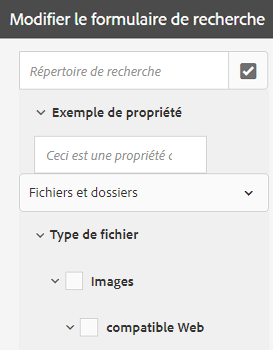 Modifier le formulaire de recherche
Répertoire de recherche
Exemple de propriété
Ceci est une propriété c
Fichiers et dossiers
Type de fichier
Images
compatible Web